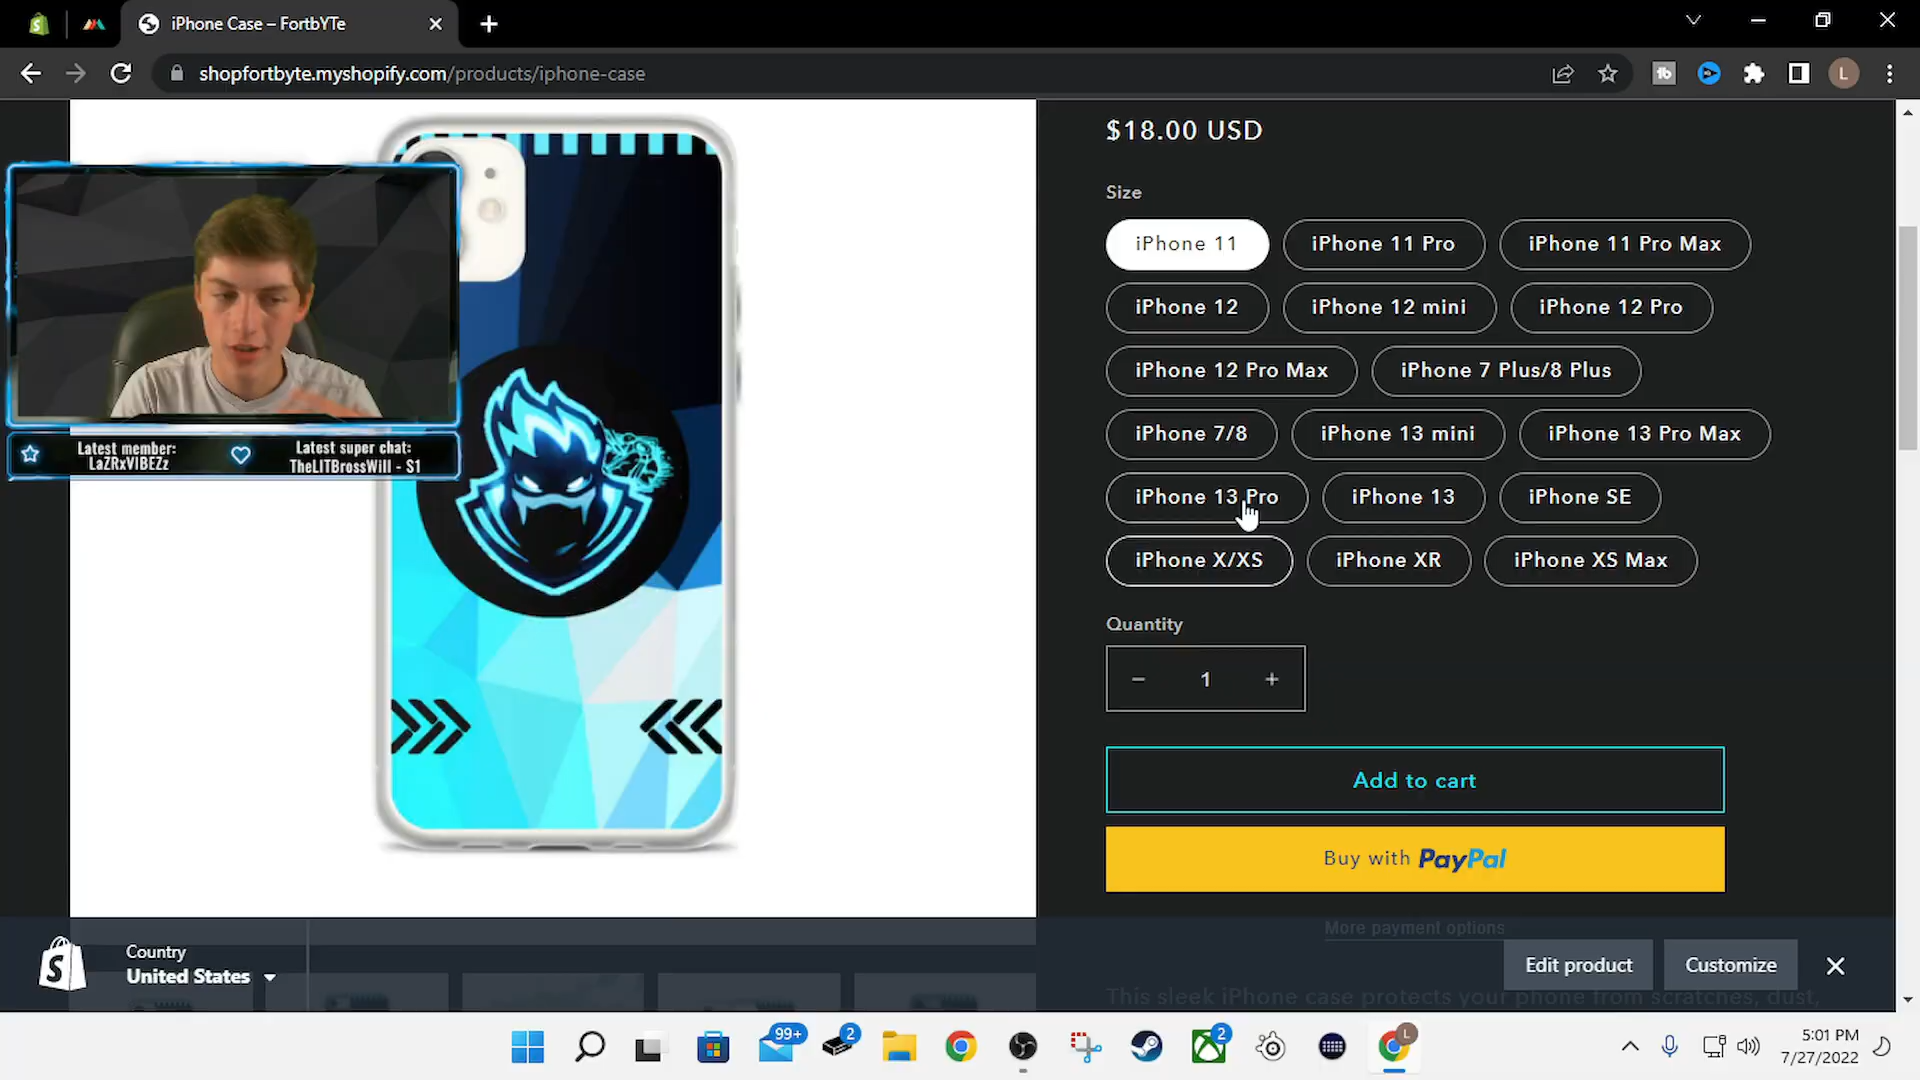 iPhone Case – FortbYTe
shopfortbyte.myshopify.com/products/iphone-case
tb
L
$18.00 USD
Size
iPhone 11
iPhone 11 Pro
iPhone 11 Pro Max
iPhone 12
iPhone 12 mini
iPhone 12 Pro
iPhone 12 Pro Max
iPhone 7 Plus/8 Plus
iPhone 7/8
iPhone 13 mini
iPhone 13 Pro Max
iPhone 13 Pro
iPhone 13
iPhone SE
iPhone X/XS
iPhone XR
iPhone XS Max
Latest member:
LaZRxVIBEZz
Latest super chat:
TheLITBrossWill - S1
Quantity
1
Add to cart
Buy with PayPal
More payment options
Country
United States
Edit product
Customize
This sleek iPhone case protects your phone from scratches, dust,
99+
2
2
L
5:01 PM
7/27/2022